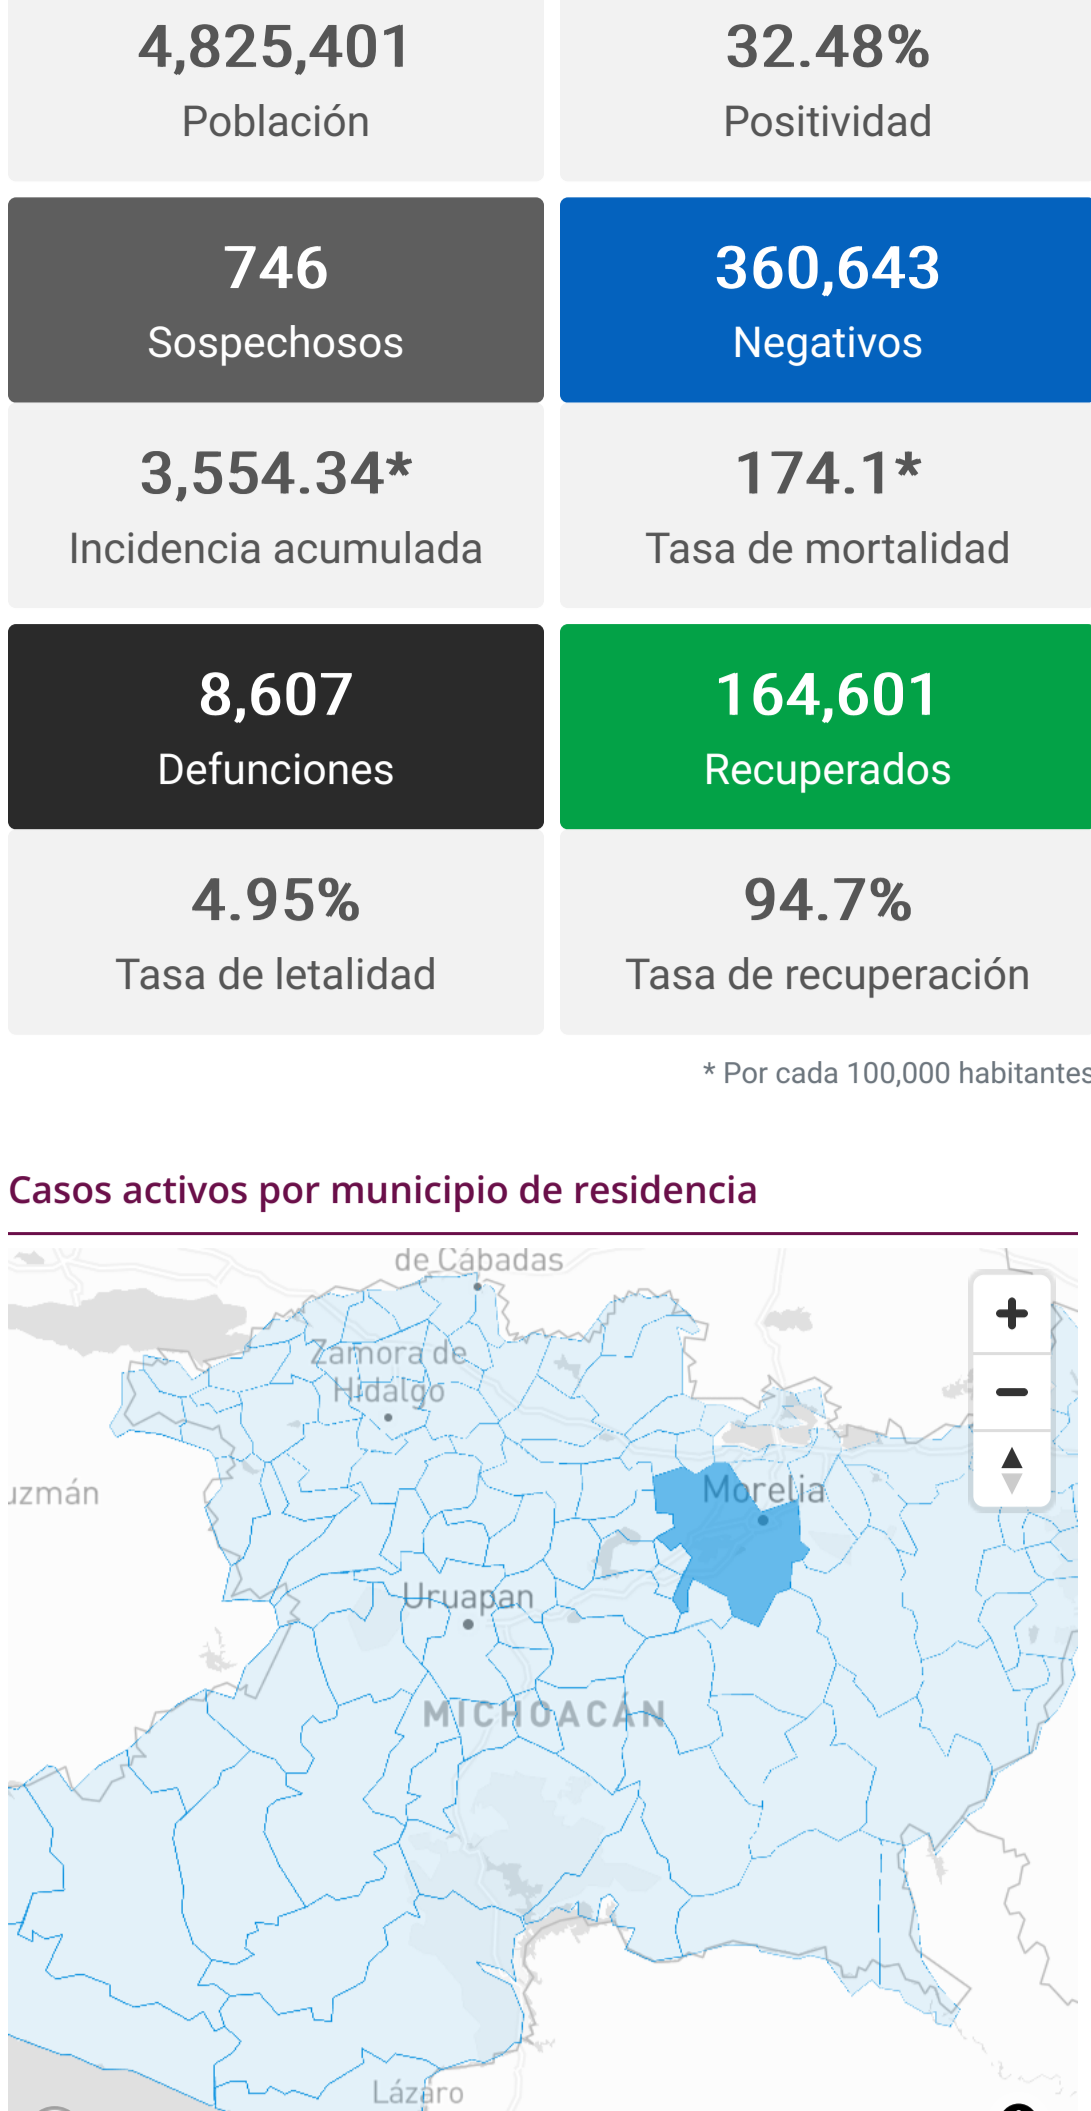 4,825,401
Población
32.48%
Positividad
746
Sospechosos
360,643
Negativos
3,554.34*
Incidencia acumulada
174.1*
Tasa de mortalidad
8,607
Defunciones
164,601
Recuperados
4.95%
Tasa de letalidad
94.7%
Tasa de recuperación
* Por cada 100,000 habitantes
Casos activos por municipio de residencia
de Cábadas
Zamora de
Hidalgo
uzmán
Morelia
Uruapan
MICHOACÁN
Lázaro